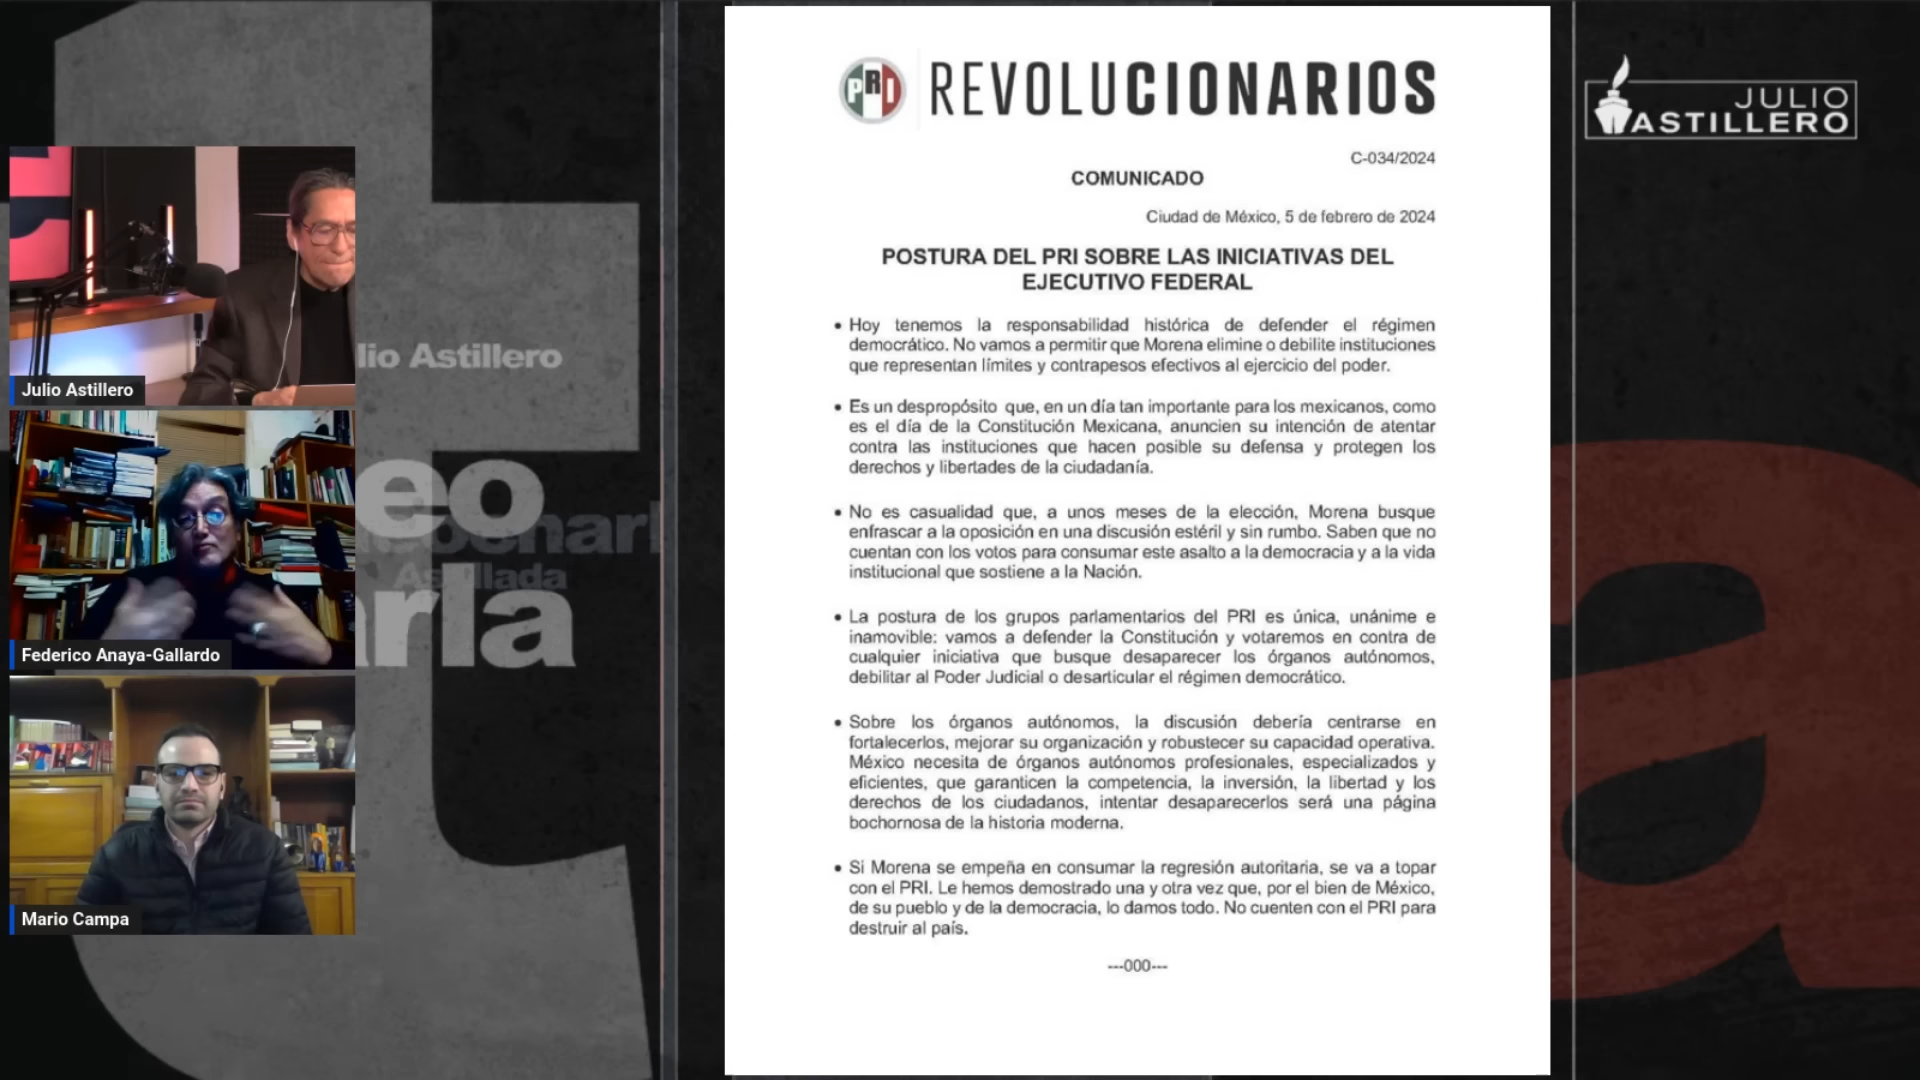 PRI REVOLUCIONARIOS
C-034/2024
COMUNICADO
Ciudad de México, 5 de febrero de 2024
POSTURA DEL PRI SOBRE LAS INICIATIVAS DEL
EJECUTIVO FEDERAL
• Hoy tenemos la responsabilidad histórica de defender el régimen
democrático. No vamos a permitir que Morena elimine o debilite instituciones
que representan límites y contrapesos efectivos al ejercicio del poder.
• Es un despropósito que, en un día tan importante para los mexicanos, como
es el día de la Constitución Mexicana, anuncien su intención de atentar
contra las instituciones que hacen posible su defensa y protegen los
derechos y libertades de la ciudadanía.
• No es casualidad que, a unos meses de la elección, Morena busque
enfrascar a la oposición en una discusión estéril y sin rumbo. Saben que no
cuentan con los votos para consumar este asalto a la democracia y a la vida
institucional que sostiene a la Nación.
• La postura de los grupos parlamentarios del PRI es única, unánime e
inamovible: vamos a defender la Constitución y votaremos en contra de
cualquier iniciativa que busque desaparecer los órganos autónomos,
debilitar al Poder Judicial o desarticular el régimen democrático.
• Sobre los órganos autónomos, la discusión debería centrarse en
fortalecerlos, mejorar su organización y robustecer su capacidad operativa.
México necesita de órganos autónomos profesionales, especializados y
eficientes, que garanticen la competencia, la inversión, la libertad y los
derechos de los ciudadanos, intentar desaparecerlos será una página
bochornosa de la historia moderna.
• Si Morena se empeña en consumar la regresión autoritaria, se va a topar
con el PRI. Le hemos demostrado una y otra vez que, por el bien de México,
de su pueblo y de la democracia, lo damos todo. No cuenten con el PRI para
destruir al país.
---000---
JULIO
ASTILLERO
Julio Astillero
Federico Anaya-Gallardo
Mario Campa
lio Astillero
eo
arla